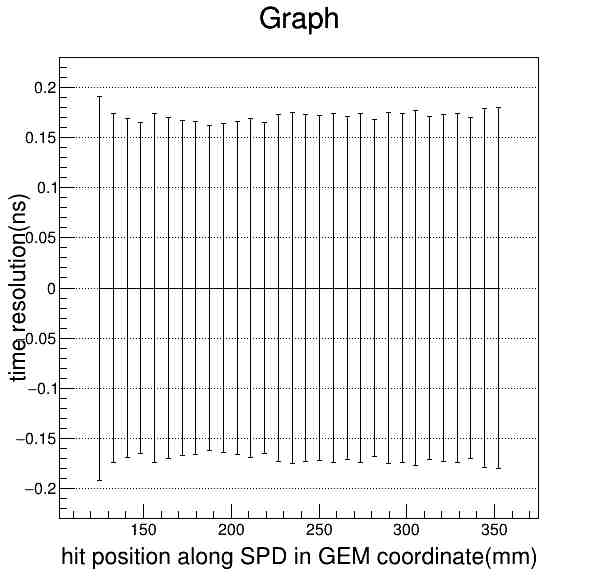 Graph
0.2
0.15
0.1
0.05
0
−0.05
−0.1
−0.15
−0.2
time resolution(ns)
150 200 250 300 350
hit position along SPD in GEM coordinate(mm)